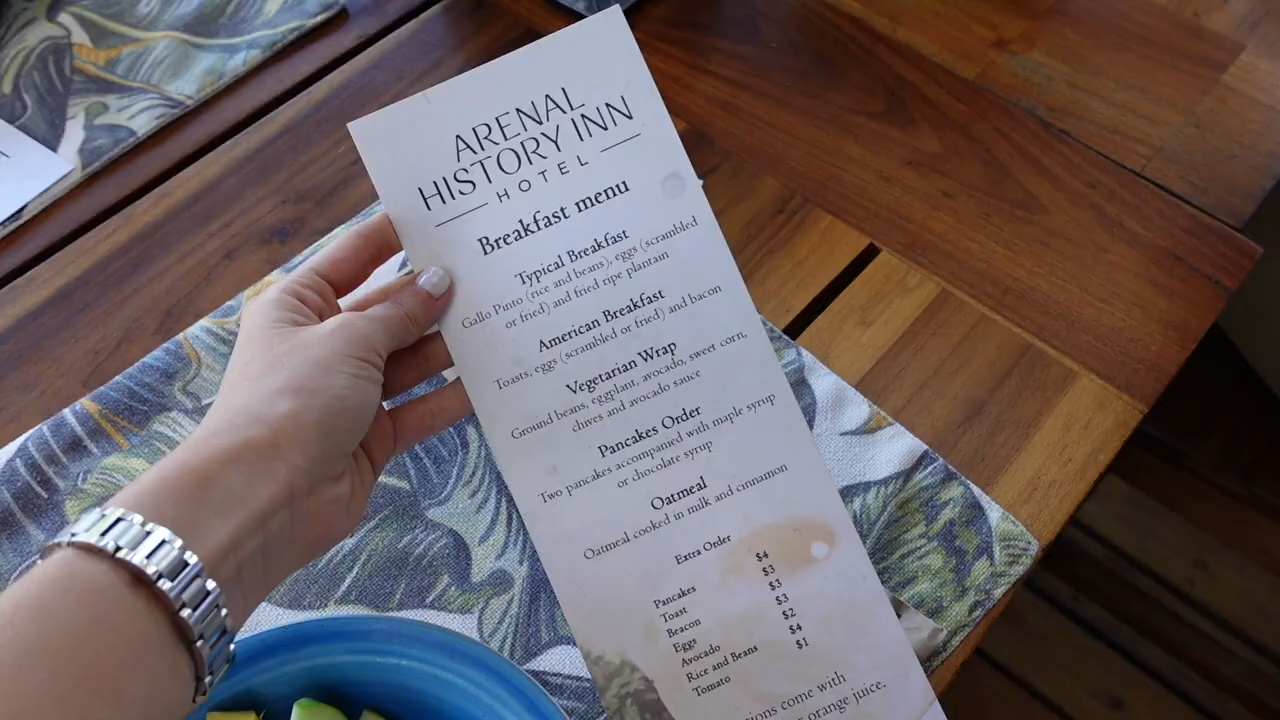 ARENAL
HISTORY INN
HOTEL
Breakfast menu
Typical Breakfast
Gallo Pinto (rice and beans), eggs (scrambled
or fried) and fried ripe plantain
American Breakfast
Toasts, eggs (scrambled or fried) and bacon
Vegetarian Wrap
Ground beans, eggplant, avocado, sweet corn,
chives and avocado sauce
Pancakes Order
Two pancakes accompanied with maple syrup
or chocolate syrup
Oatmeal
Oatmeal cooked in milk and cinnamon
Extra Order
Pancakes $4
Toast $3
Beacon $3
Eggs $3
Avocado $2
Rice and Beans $4
Tomato $1
come with
orange juice.